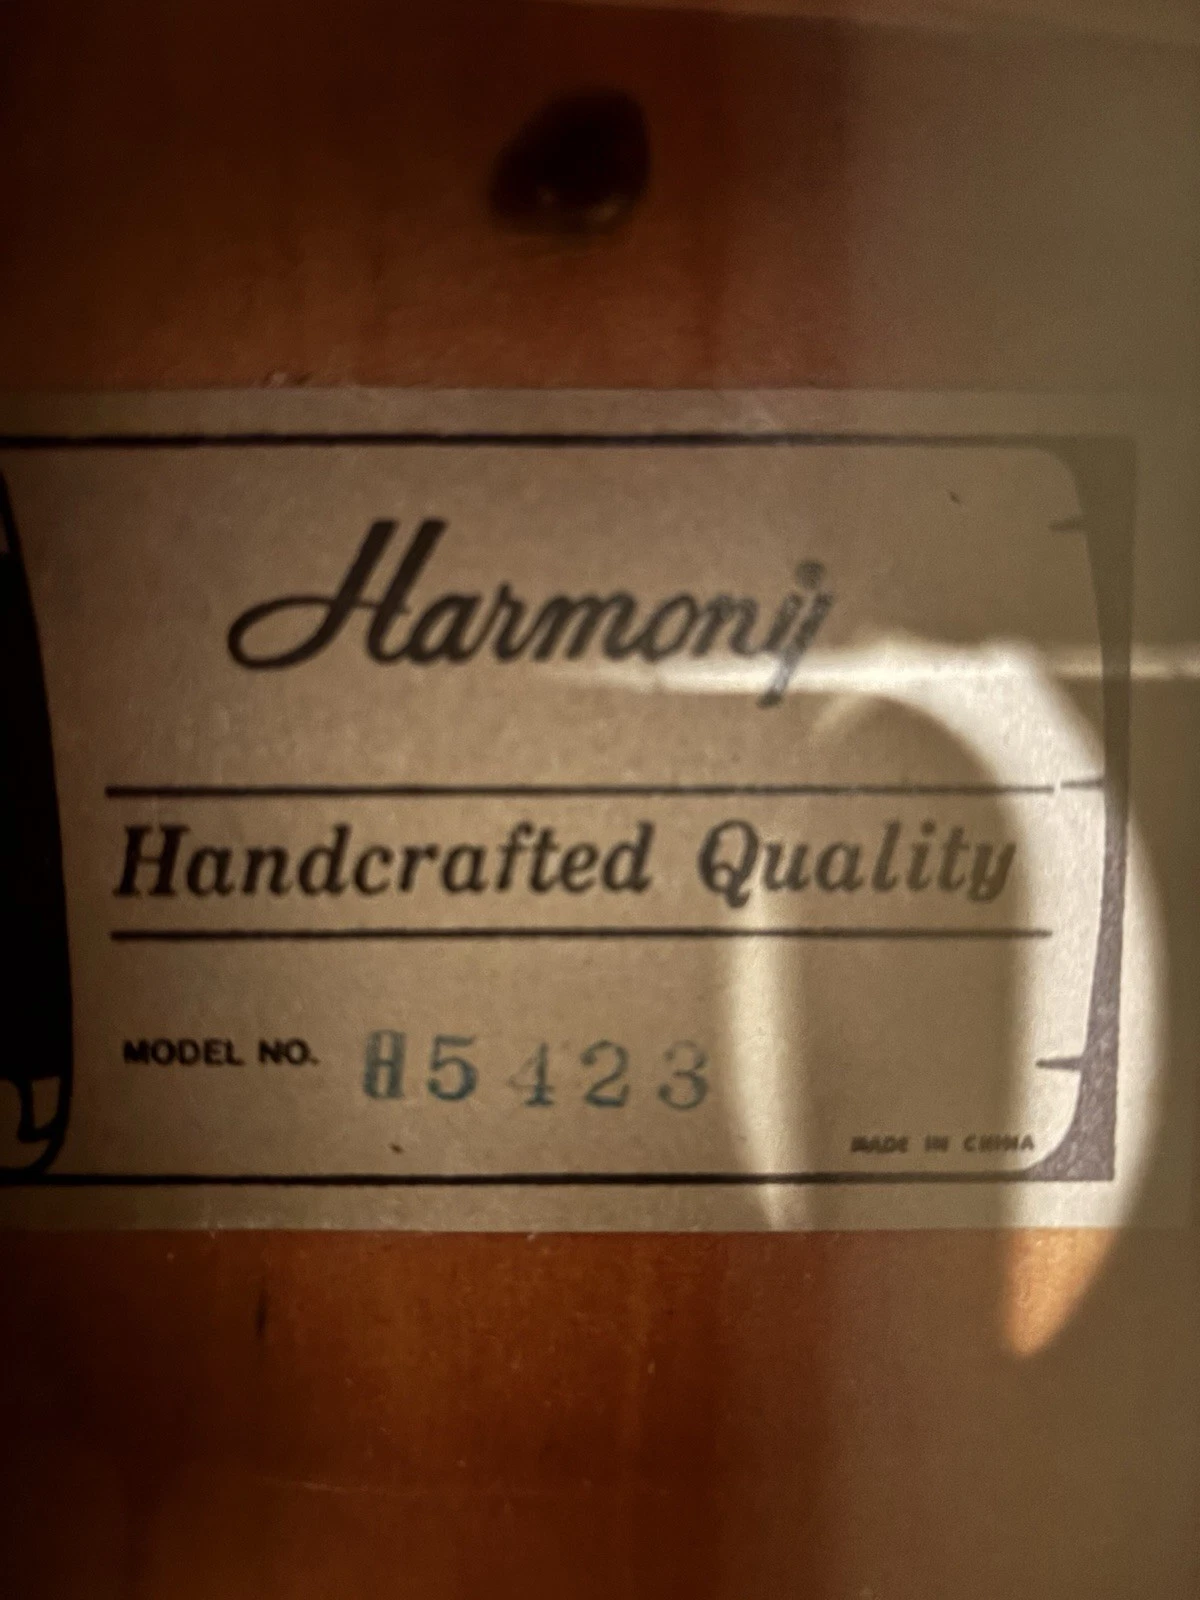 Harmony
Handcrafted Quality
MODEL NO. H5423
MADE IN CHINA